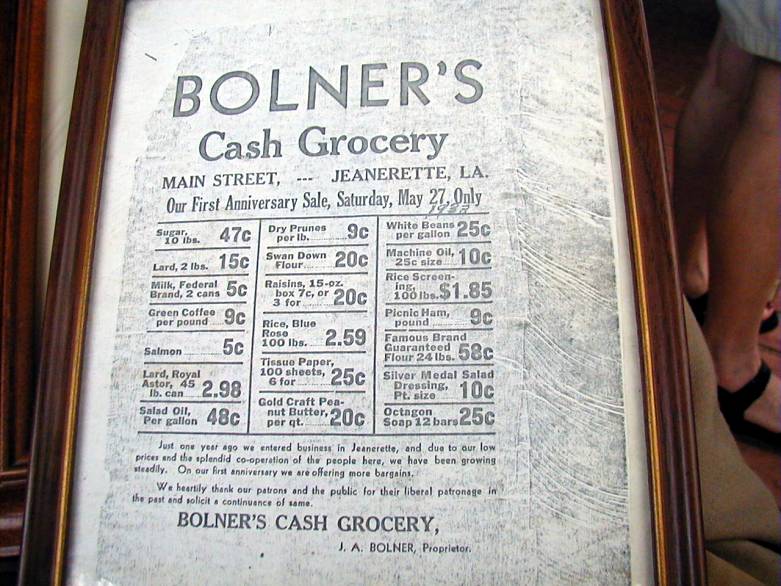 BOLNER'S
Cash Grocery
MAIN STREET, --- JEANERETTE, LA.
Our First Anniversary Sale, Saturday, May 27, Only
Sugar,
10 lbs. 47c
Lard, 2 lbs. 15c
Milk, Federal
Brand, 2 cans 5c
Green Coffee
per pound 9c
Salmon 5c
Lard, Royal
Astor, 45
lb. can 2.98
Salad Oil,
Per gallon 48c
Dry Prunes
per lb. 9c
Swan Down
Flour 20c
Raisins, 15-oz.
box 7c, or
3 for 20c
Rice, Blue
Rose
100 lbs. 2.59
Tissue Paper,
100 sheets,
6 for 25c
Gold Craft Pea-
nut Butter,
per qt. 20c
White Beans
per gallon 25c
Machine Oil,
25c size 10c
Rice Screen-
ing,
100 lbs. $1.85
Picnic Ham,
pound 9c
Famous Brand
Guaranteed
Flour 24 lbs. 58c
Silver Medal Salad
Dressing,
Pt. size 10c
Octagon
Soap 12 bars 25c
Just one year ago we entered business in Jeanerette, and due to our low
prices and the splendid co-operation of the people here, we have been growing
steadily. On our first anniversary we are offering more bargains.
We heartily thank our patrons and the public for their liberal patronage in
the past and solicit a continuance of same.
BOLNER'S CASH GROCERY,
J. A. BOLNER, Proprietor.